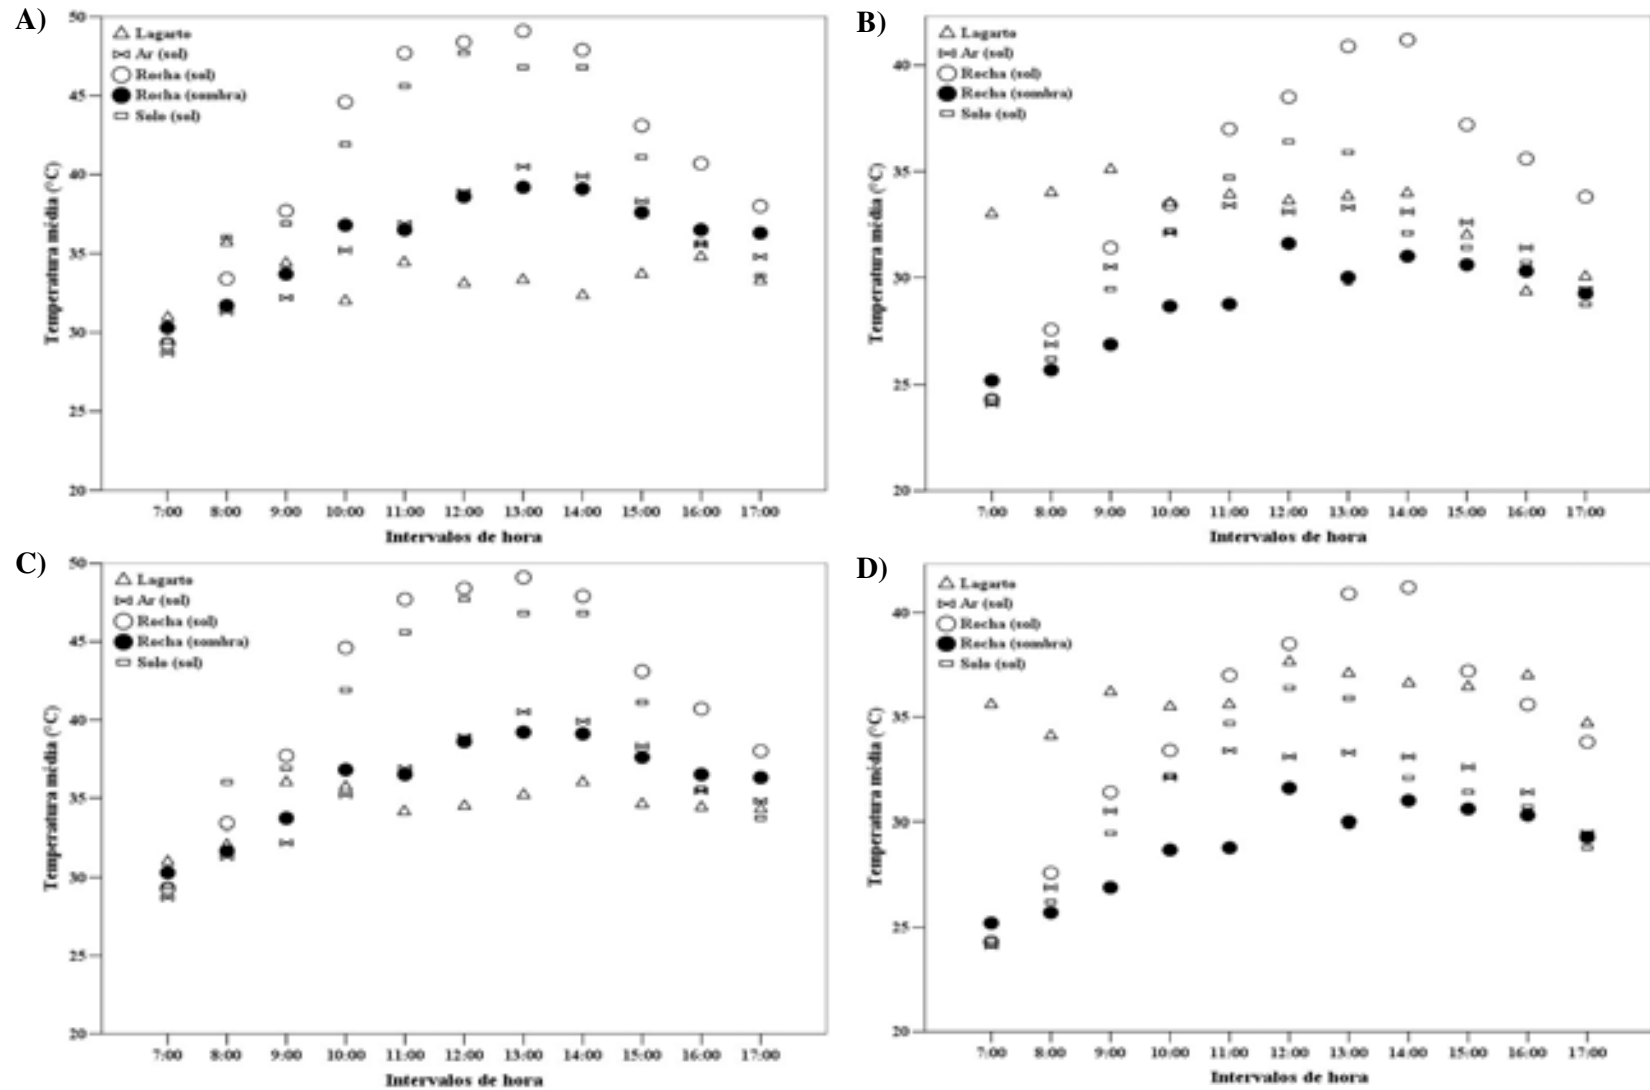 A)
50
45
40
35
30
25
20
Temperatura média (°C)
Lagarto
Ar (sol)
Rocha (sol)
Rocha (sombra)
Solo (sol)
7:00 8:00 9:00 10:00 11:00 12:00 13:00 14:00 15:00 16:00 17:00
Intervalos de hora
B)
40
35
30
25
20
Temperatura média (°C)
Lagarto
Ar (sol)
Rocha (sol)
Rocha (sombra)
Solo (sol)
7:00 8:00 9:00 10:00 11:00 12:00 13:00 14:00 15:00 16:00 17:00
Intervalos de hora
C)
50
45
40
35
30
25
20
Temperatura média (°C)
Lagarto
Ar (sol)
Rocha (sol)
Rocha (sombra)
Solo (sol)
7:00 8:00 9:00 10:00 11:00 12:00 13:00 14:00 15:00 16:00 17:00
Intervalos de hora
D)
40
35
30
25
20
Temperatura média (°C)
Lagarto
Ar (sol)
Rocha (sol)
Rocha (sombra)
Solo (sol)
7:00 8:00 9:00 10:00 11:00 12:00 13:00 14:00 15:00 16:00 17:00
Intervalos de hora